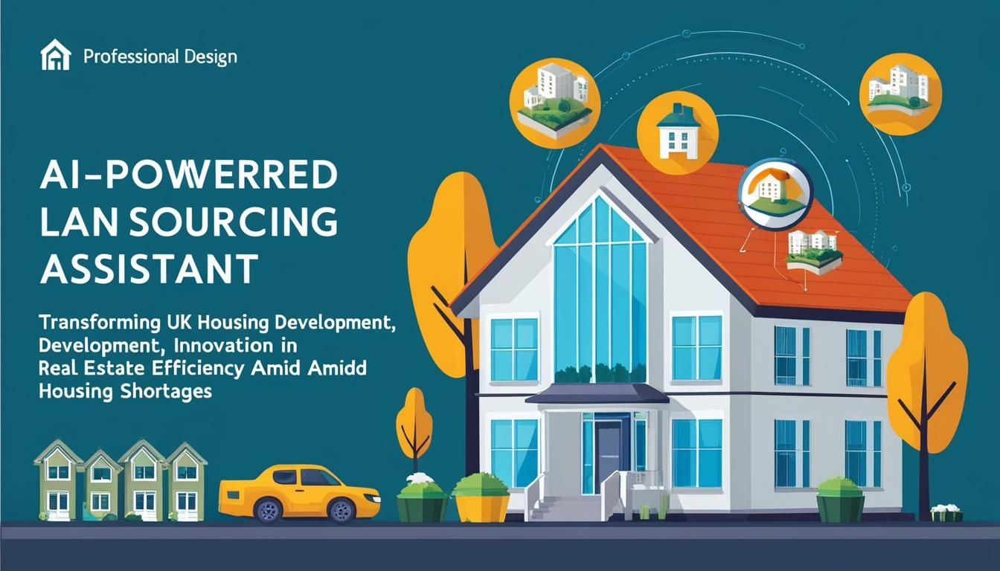 Professional Design
AI-POWWERRED
LAN SOURCING
ASSISTANT
Transforming UK Housing Development,
Development, Innovation in
Real Estate Efficiency Amid Amidd
Housing Shortages